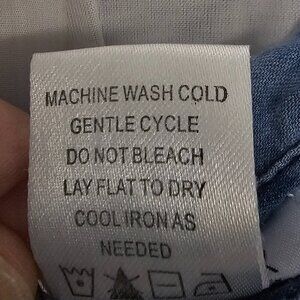 MACHINE WASH COLD
GENTLE CYCLE
DO NOT BLEACH
LAY FLAT TO DRY
COOL IRON AS
NEEDED